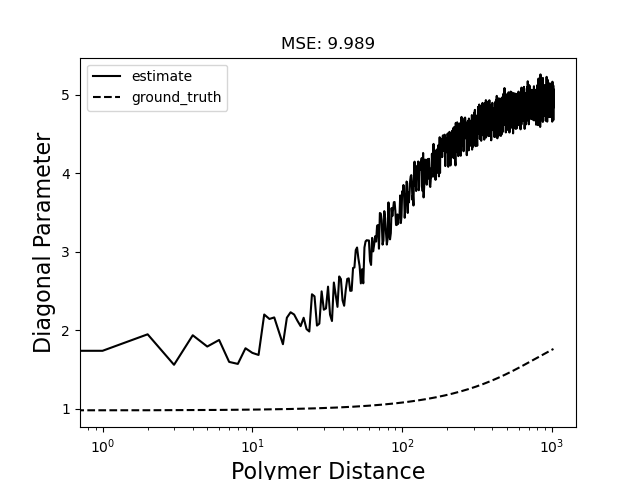 MSE: 9.989
estimate
ground_truth
Diagonal Parameter
5
4
3
2
1
10⁰
10¹
10²
10³
Polymer Distance